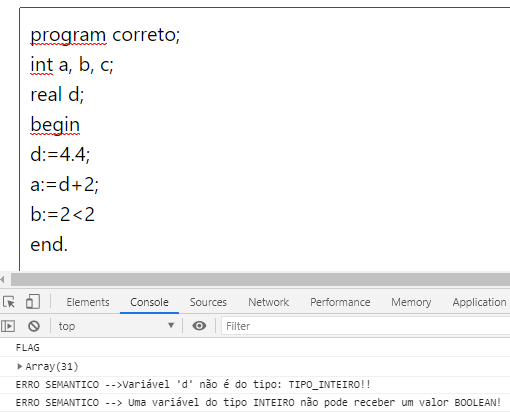 program correto;
int a, b, c;
real d;
begin
d:=4.4;
a:=d+2;
b:=2<2
end.
Elements Console Sources Network Performance Memory Application
top Filter
FLAG
Array(31)
ERRO SEMANTICO -->Variável 'd' não é do tipo: TIPO_INTEIRO!!
ERRO SEMANTICO --> Uma variável do tipo INTEIRO não pode receber um valor BOOLEAN!